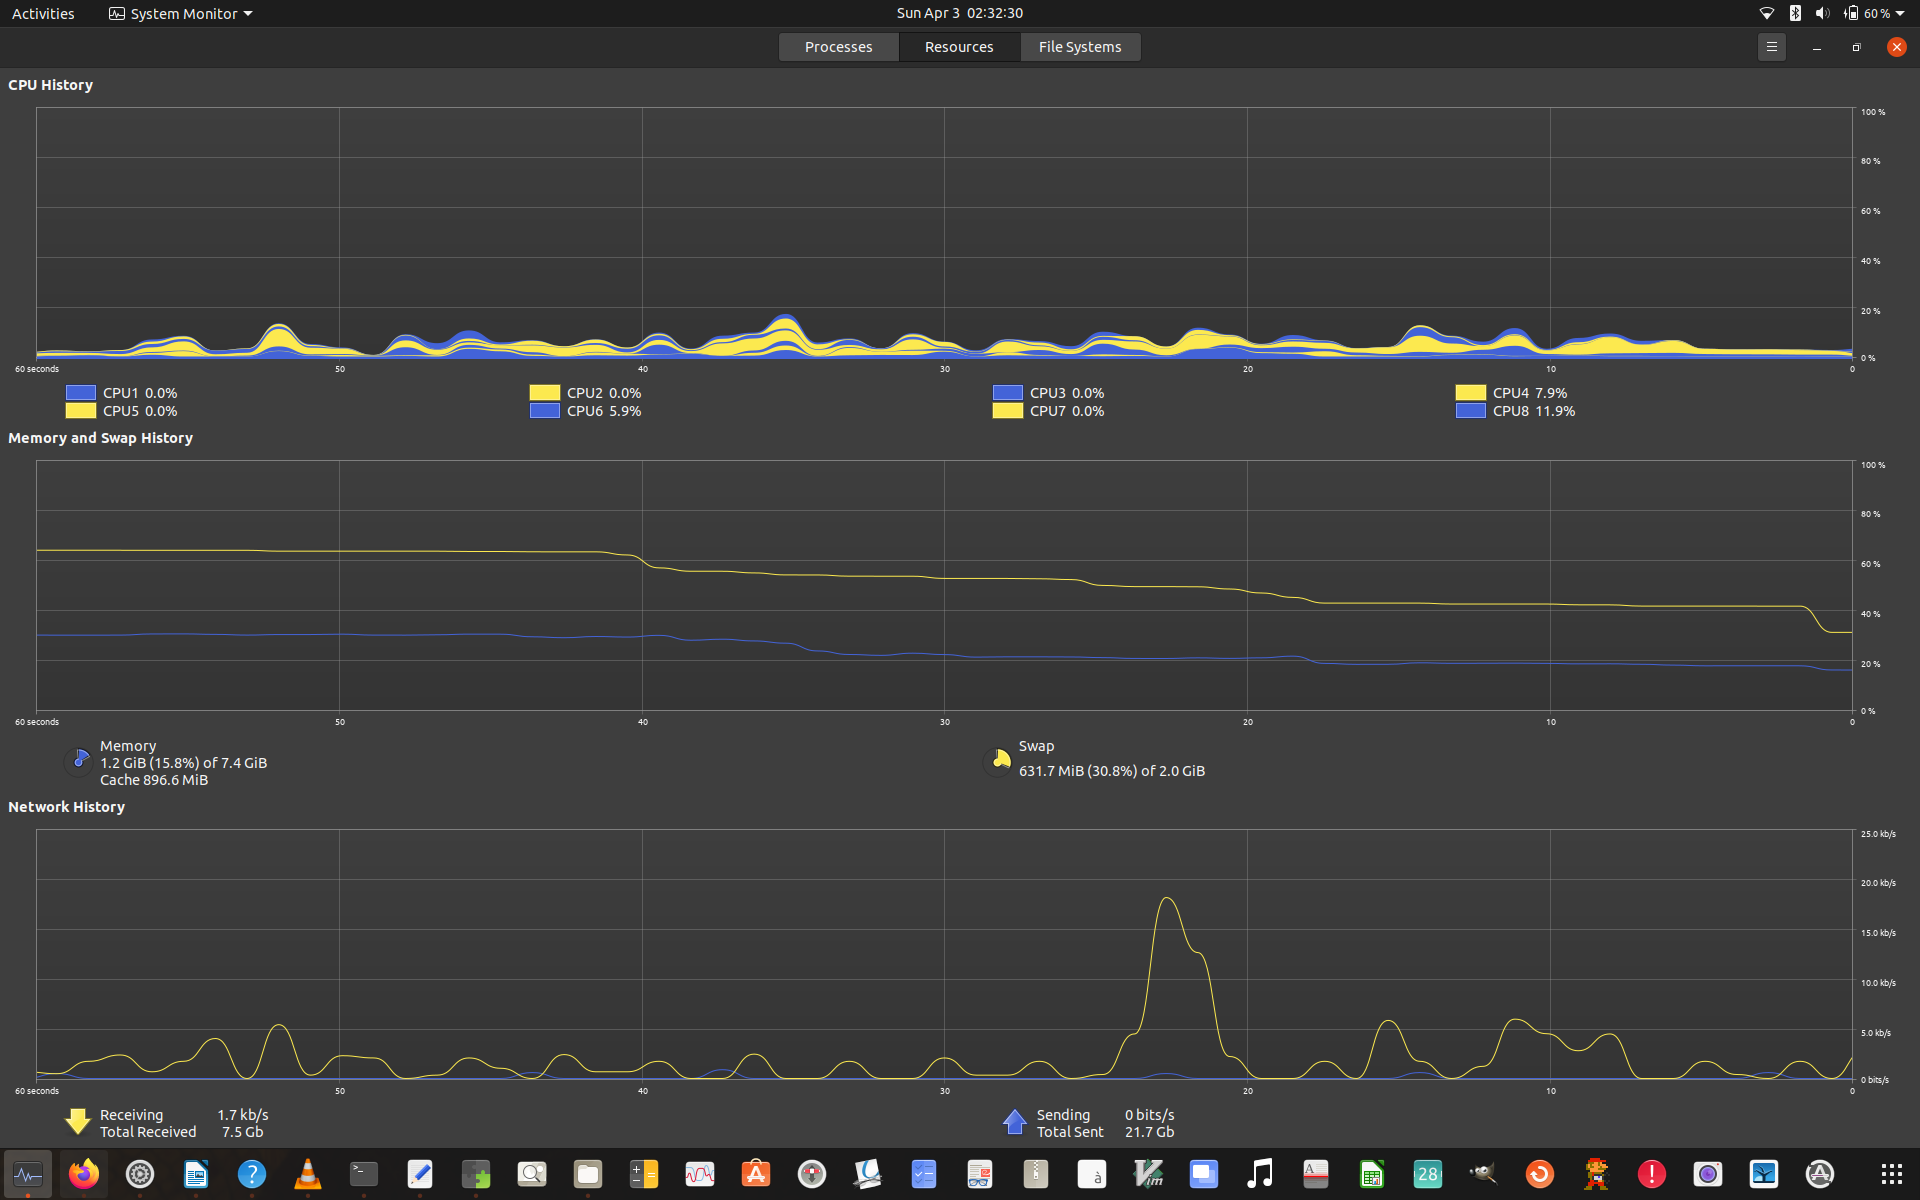 Activities System Monitor Sun Apr 3 02:32:30 60 %
Processes Resources File Systems
CPU History
100 %
80 %
60 %
40 %
20 %
0 %
60 seconds 50 40 30 20 10 0
CPU1 0.0% CPU2 0.0% CPU3 0.0% CPU4 7.9%
CPU5 0.0% CPU6 5.9% CPU7 0.0% CPU8 11.9%
Memory and Swap History
100 %
80 %
60 %
40 %
20 %
0 %
60 seconds 50 40 30 20 10 0
Memory
1.2 GiB (15.8%) of 7.4 GiB
Cache 896.6 MiB
Swap
631.7 MiB (30.8%) of 2.0 GiB
Network History
25.0 kb/s
20.0 kb/s
15.0 kb/s
10.0 kb/s
5.0 kb/s
0 bits/s
60 seconds 50 40 30 20 10 0
Receiving 1.7 kb/s Sending 0 bits/s
Total Received 7.5 Gb Total Sent 21.7 Gb
? >_ à Vim A 28 !